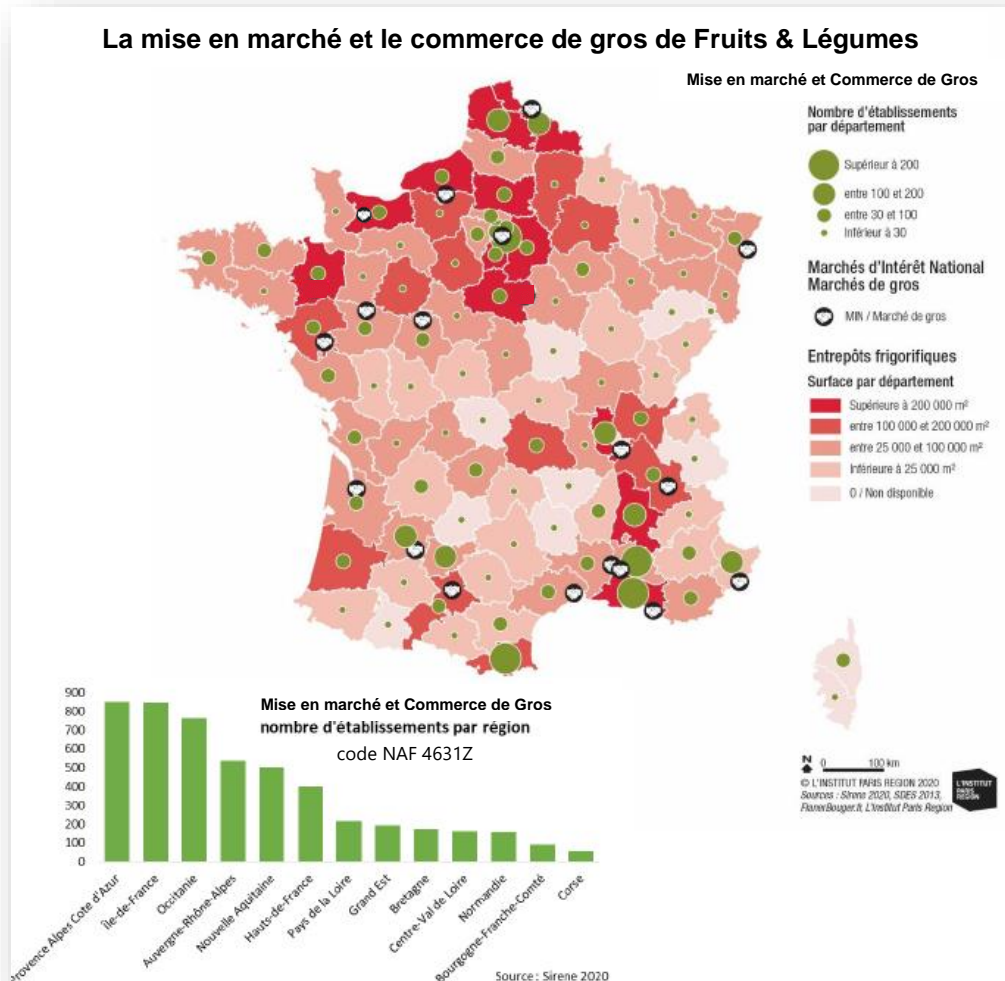 La mise en marché et le commerce de gros de Fruits & Légumes
Mise en marché et Commerce de Gros
Nombre d'établissements
par département
Supérieur à 200
entre 100 et 200
entre 30 et 100
Inférieur à 30
Marchés d'Intérêt National
Marchés de gros
MIN / Marché de gros
Entrepôts frigorifiques
Surface par département
Supérieure à 200 000 m²
entre 100 000 et 200 000 m²
entre 25 000 et 100 000 m²
Inférieure à 25 000 m²
0 / Non disponible
N
0 100 km
© L'INSTITUT PARIS REGION 2020
Sources : Sirene 2020, SDES 2013,
FlanerBouger.fr, L'Institut Paris Region
L'INSTITUT
PARIS
REGION
Mise en marché et Commerce de Gros
nombre d'établissements par région
code NAF 4631Z
900
800
700
600
500
400
300
200
100
0
Provence Alpes Cote d'Azur
Île-de-France
Occitanie
Auvergne-Rhône-Alpes
Nouvelle Aquitaine
Hauts-de-France
Pays de la Loire
Grand Est
Bretagne
Centre-Val de Loire
Normandie
Bourgogne-Franche-Comté
Corse
Source : Sirene 2020